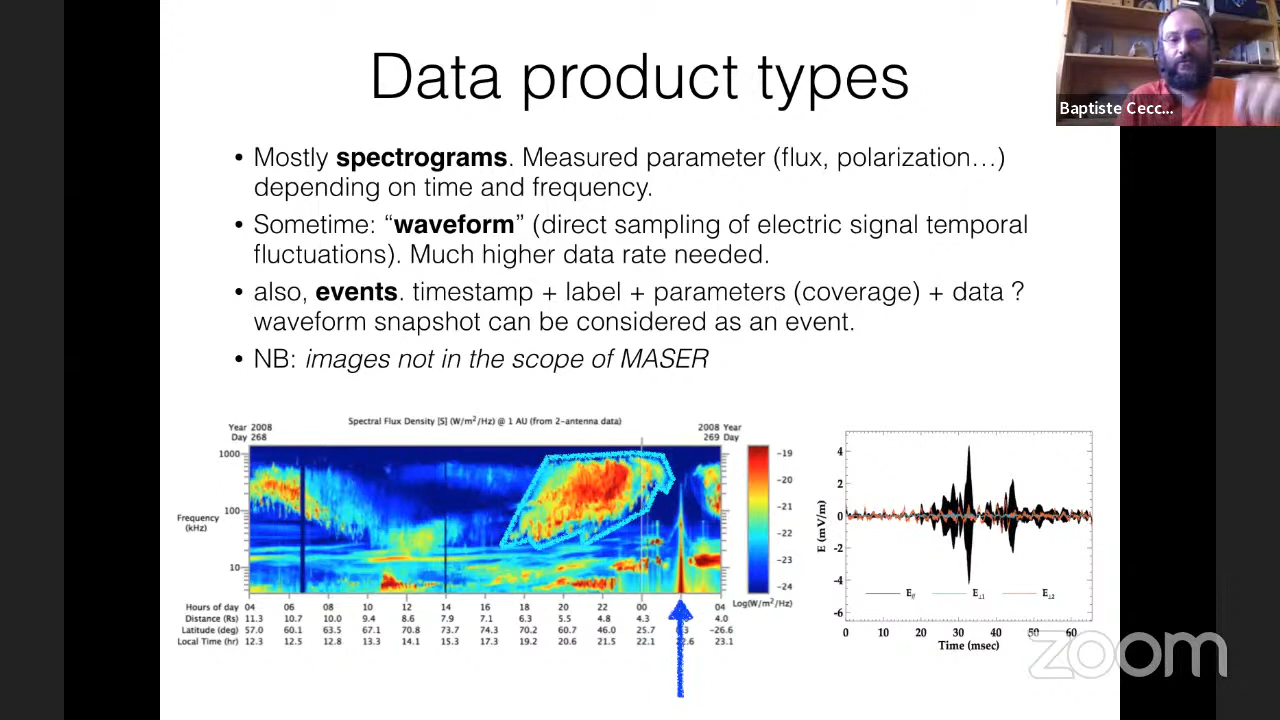 Data product types
Baptiste Cecc...
• Mostly spectrograms. Measured parameter (flux, polarization…)
depending on time and frequency.
• Sometime: “waveform” (direct sampling of electric signal temporal
fluctuations). Much higher data rate needed.
• also, events. timestamp + label + parameters (coverage) + data ?
waveform snapshot can be considered as an event.
• NB: images not in the scope of MASER
Spectral Flux Density [S] (W/m2/Hz) @ 1 AU (from 2-antenna data)
Year 2008
Day 268
2008 Year
269 Day
1000
100
10
Frequency
(kHz)
-19
-20
-21
-22
-23
-24
Log(W/m2/Hz)
Hours of day 04 06 08 10 12 14 16 18 20 22 00 04
Distance (Rs) 11.3 10.7 10.0 9.4 8.6 7.9 7.1 6.3 5.5 4.8 4.3 4.0
Latitude (deg) 57.0 60.1 63.5 67.1 70.8 73.7 74.3 70.2 60.7 46.0 25.7 -26.6
Local Time (hr) 12.3 12.5 12.8 13.3 14.1 15.3 17.3 19.2 20.6 21.5 22.1 23.1
E (mV/m)
4
2
0
-2
-4
-6
E// E⊥1 E⊥2
0 10 20 30 40 50 60
Time (msec)
zoom